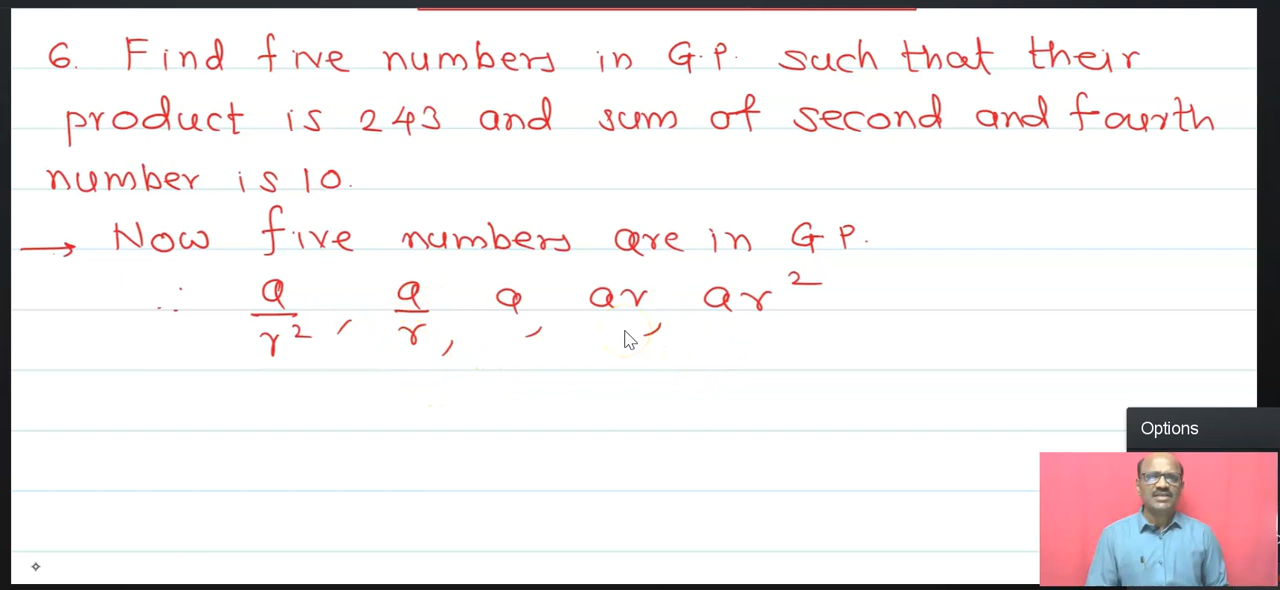 6. Find five numbers in G.P. such that their
product is 243 and sum of second and fourth
number is 10.
→ Now five numbers are in G P.
∴ a/r², a/r, a, ar, ar²
Options